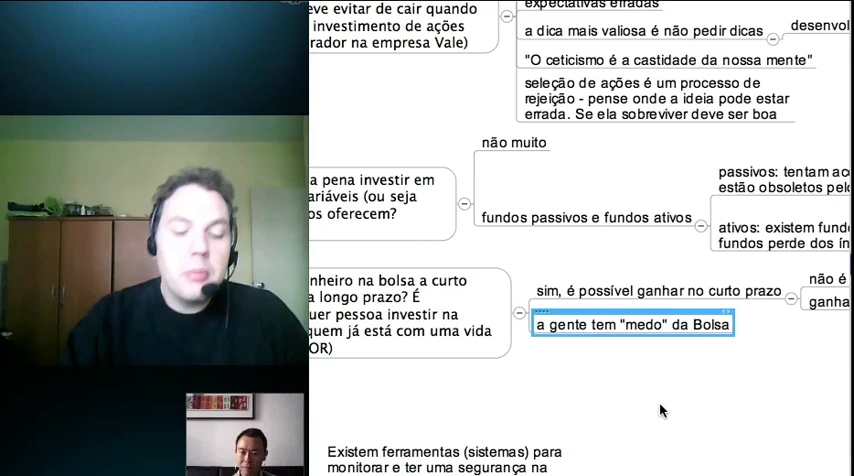 eve evitar de cair quando
investimento de ações
rador na empresa Vale)
expectativas erradas
a dica mais valiosa é não pedir dicas
desenvol
"O ceticismo é a castidade da nossa mente"
seleção de ações é um processo de
rejeição - pense onde a ideia pode estar
errada. Se ela sobreviver deve ser boa
a pena investir em
ariáveis (ou seja
os oferecem?
não muito
fundos passivos e fundos ativos
passivos: tentam ac
estão obsoletos pel
ativos: existem fund
fundos perde dos ín
nheiro na bolsa a curto
a longo prazo? É
uer pessoa investir na
quem já está com uma vida
OR)
sim, é possível ganhar no curto prazo
não é
ganha
a gente tem "medo" da Bolsa
Existem ferramentas (sistemas) para
monitorar e ter uma segurança na